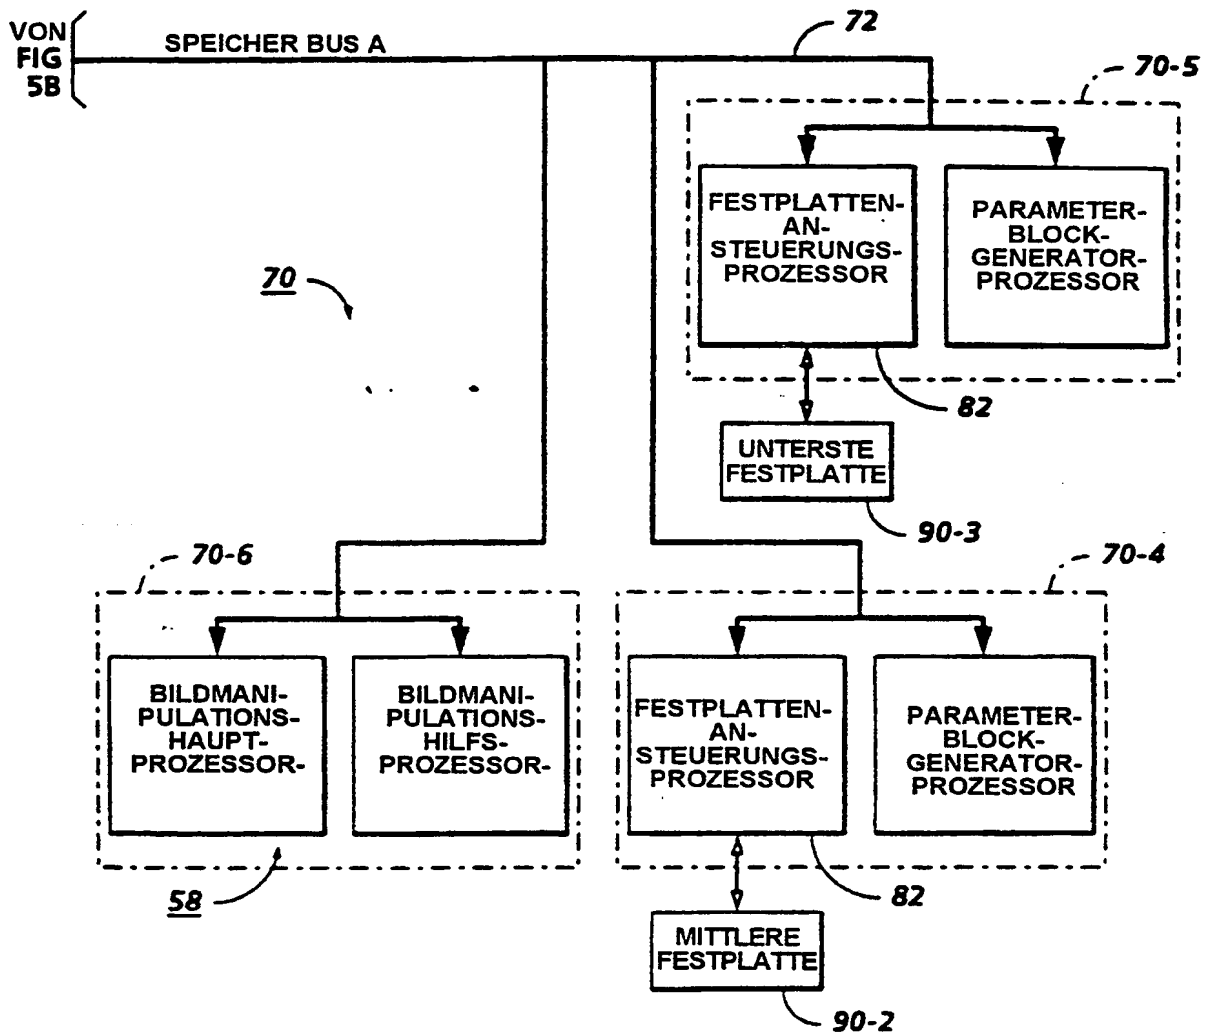 VON
FIG
5B
SPEICHER BUS A
72
70-5
FESTPLATTEN-
AN-
STEUERUNGS-
PROZESSOR
PARAMETER-
BLOCK-
GENERATOR-
PROZESSOR
70
82
UNTERSTE
FESTPLATTE
90-3
70-6
70-4
BILDMANI-
PULATIONS-
HAUPT-
PROZESSOR-
BILDMANI-
PULATIONS-
HILFS-
PROZESSOR-
FESTPLATTEN-
AN-
STEUERUNGS-
PROZESSOR
PARAMETER-
BLOCK-
GENERATOR-
PROZESSOR
58
82
MITTLERE
FESTPLATTE
90-2